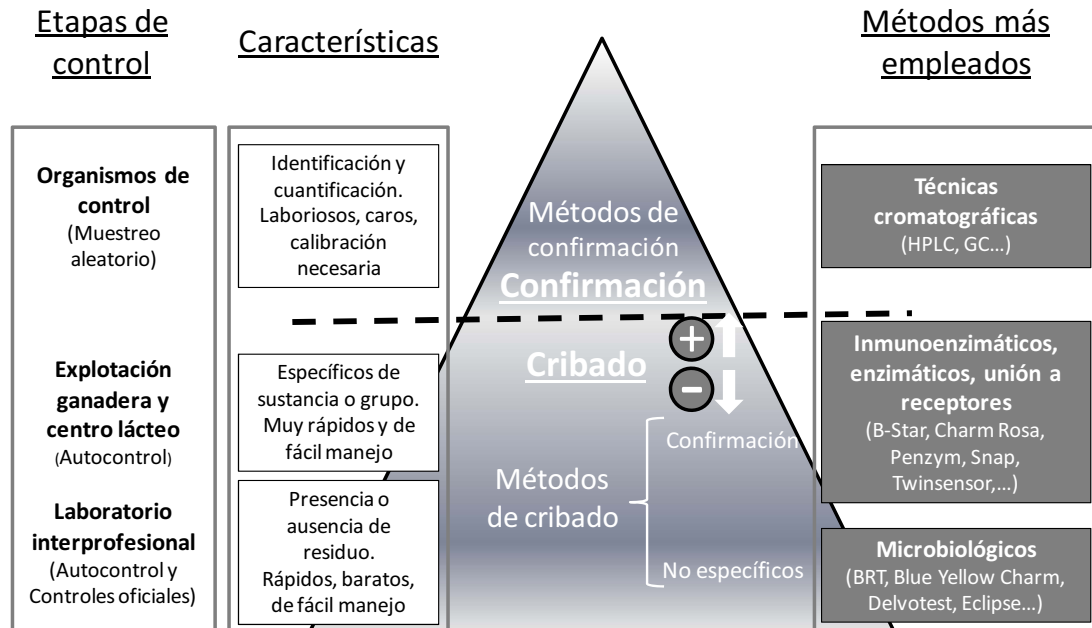 Etapas de
control
Características
Métodos más
empleados
Organismos de
control
(Muestreo
aleatorio)
Explotación
ganadera y
centro lácteo
(Autocontrol)
Laboratorio
interprofesional
(Autocontrol y
Controles oficiales)
Identificación y
cuantificación.
Laboriosos, caros,
calibración
necesaria
Específicos de
sustancia o grupo.
Muy rápidos y de
fácil manejo
Presencia o
ausencia de
residuo.
Rápidos, baratos,
de fácil manejo
Métodos de
confirmación
Confirmación
+
Cribado
−
Confirmación
Métodos
de cribado
No específicos
Técnicas
cromatográficas
(HPLC, GC…)
Inmunoenzimáticos,
enzimáticos, unión a
receptores
(B-Star, Charm Rosa,
Penzym, Snap,
Twinsensor,…)
Microbiológicos
(BRT, Blue Yellow Charm,
Delvotest, Eclipse…)